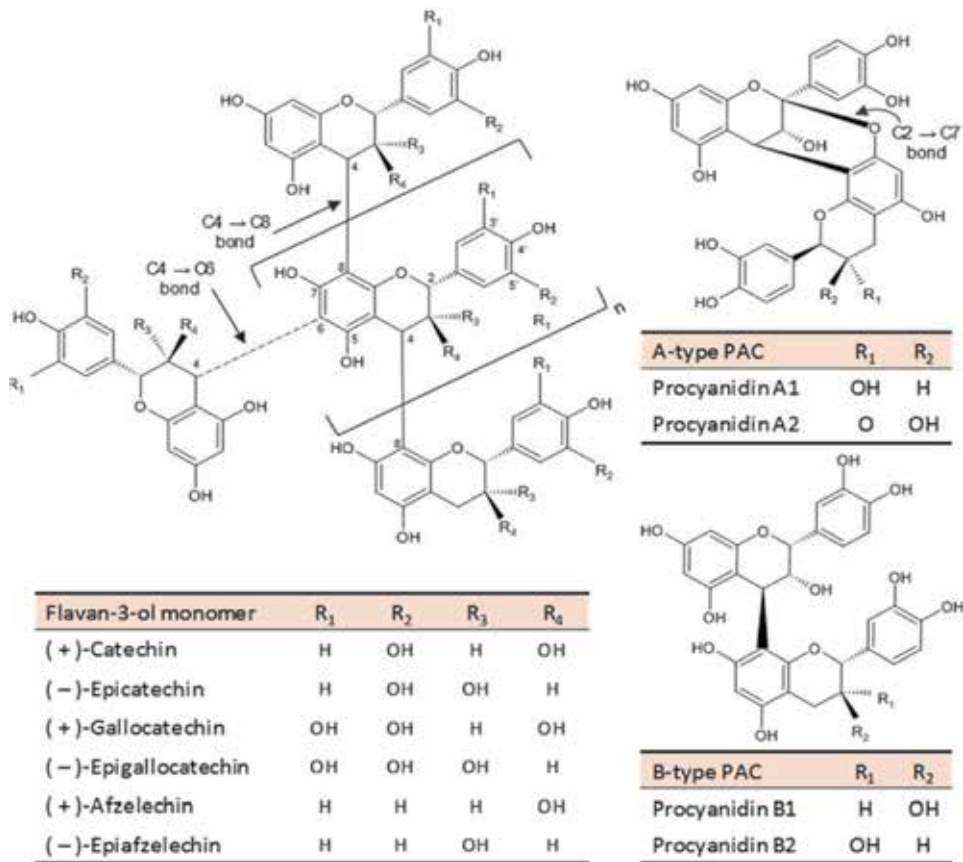 R₁
OH
HO
O
R₂
R₃
4
R₄
OH
C4 → C8
bond
C4 → O6
bond
R₁
3'
OH
4'
5'
R₂
8
O
2
HO
7
6
5
4
R₃
R₄
OH
n
R₂
HO
R₃
R₄
R₁
4
O
OH
OH
R₁
OH
R₂
8
HO
O
R₃
R₄
OH
OH
OH
HO
O
O
OH
OH
C2 → C7
bond
O
OH
HO
HO
R₂
R₁
A-type PAC R₁ R₂
Procyanidin A1 OH H
Procyanidin A2 O OH
OH
OH
HO
O
OH
OH
OH
OH
HO
O
R₁
R₂
OH
Flavan-3-ol monomer R₁ R₂ R₃ R₄
(+)-Catechin H OH H OH
(−)-Epicatechin H OH OH H
(+)-Gallocatechin OH OH H OH
(−)-Epigallocatechin OH OH OH H
(+)-Afzelechin H H H OH
(−)-Epiafzelechin H H OH H
B-type PAC R₁ R₂
Procyanidin B1 H OH
Procyanidin B2 OH H